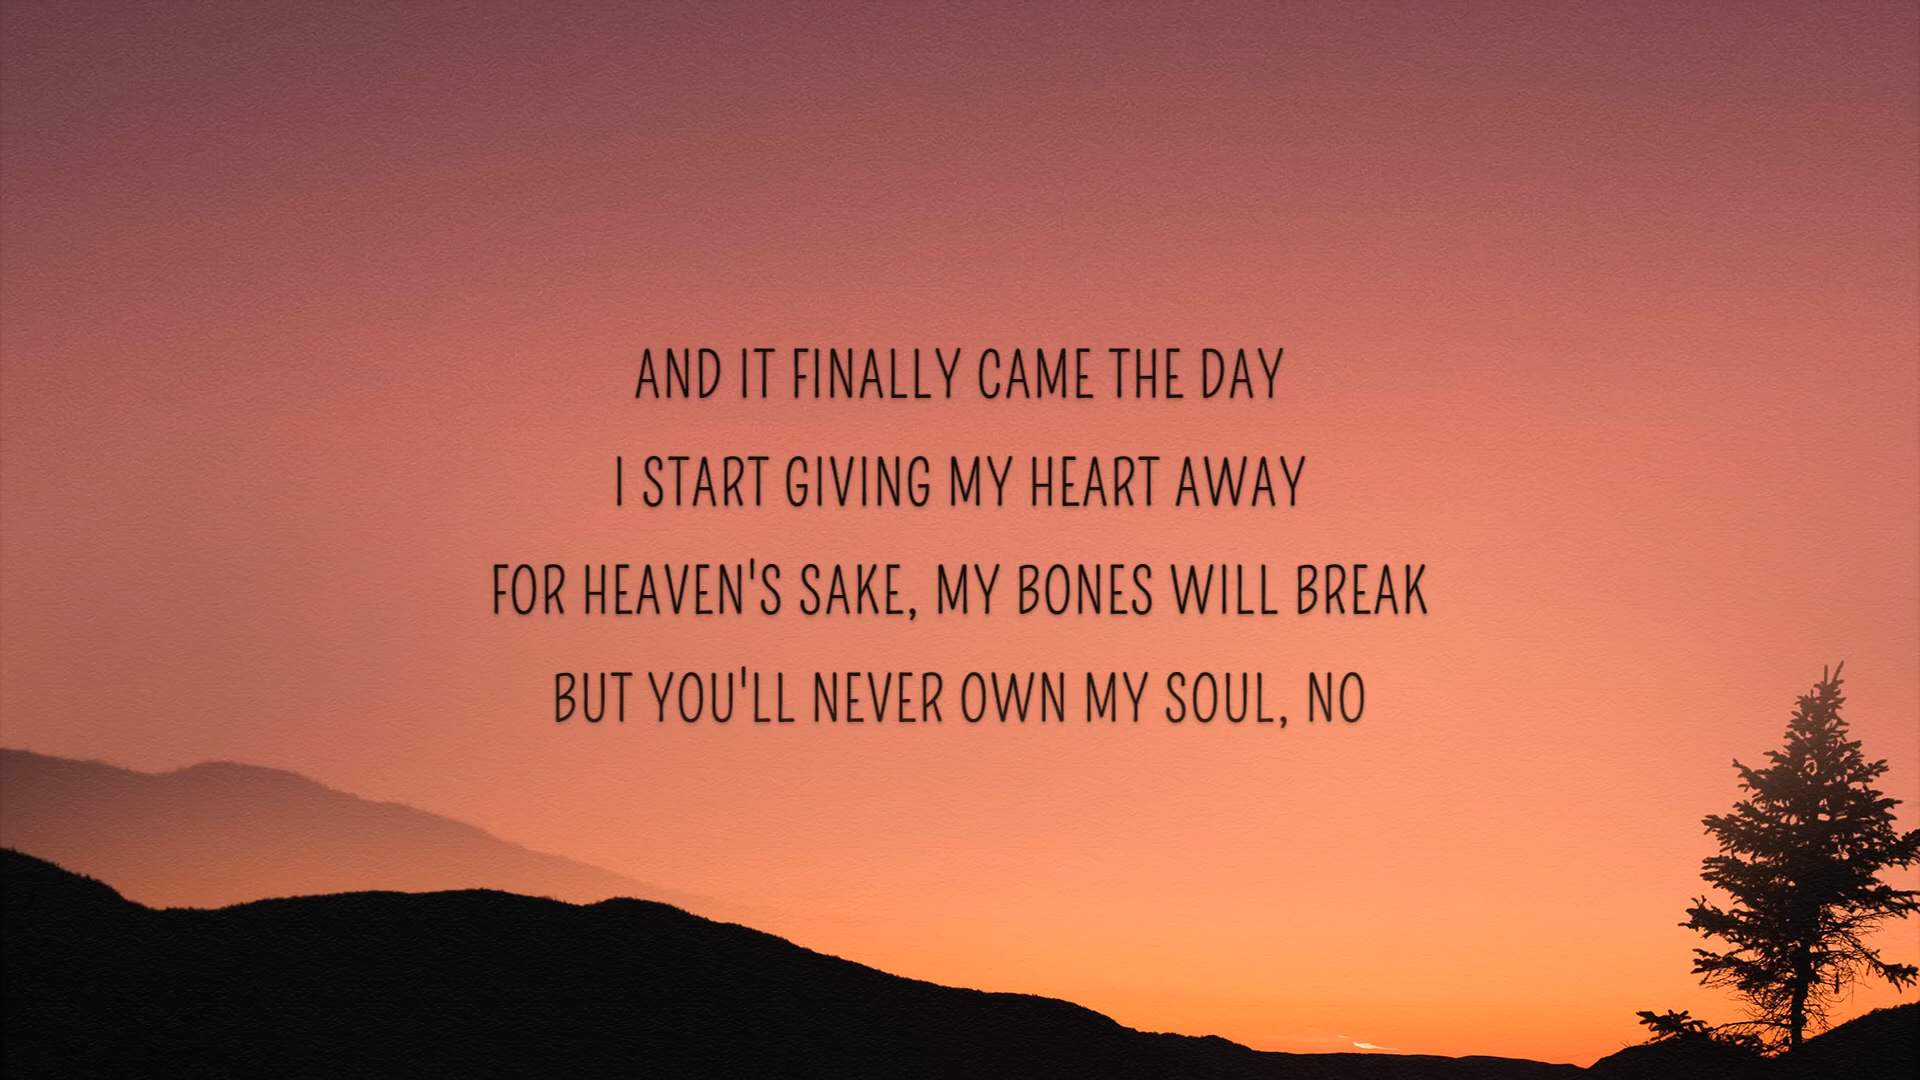 AND IT FINALLY CAME THE DAY
I START GIVING MY HEART AWAY
FOR HEAVEN'S SAKE, MY BONES WILL BREAK
BUT YOU'LL NEVER OWN MY SOUL, NO